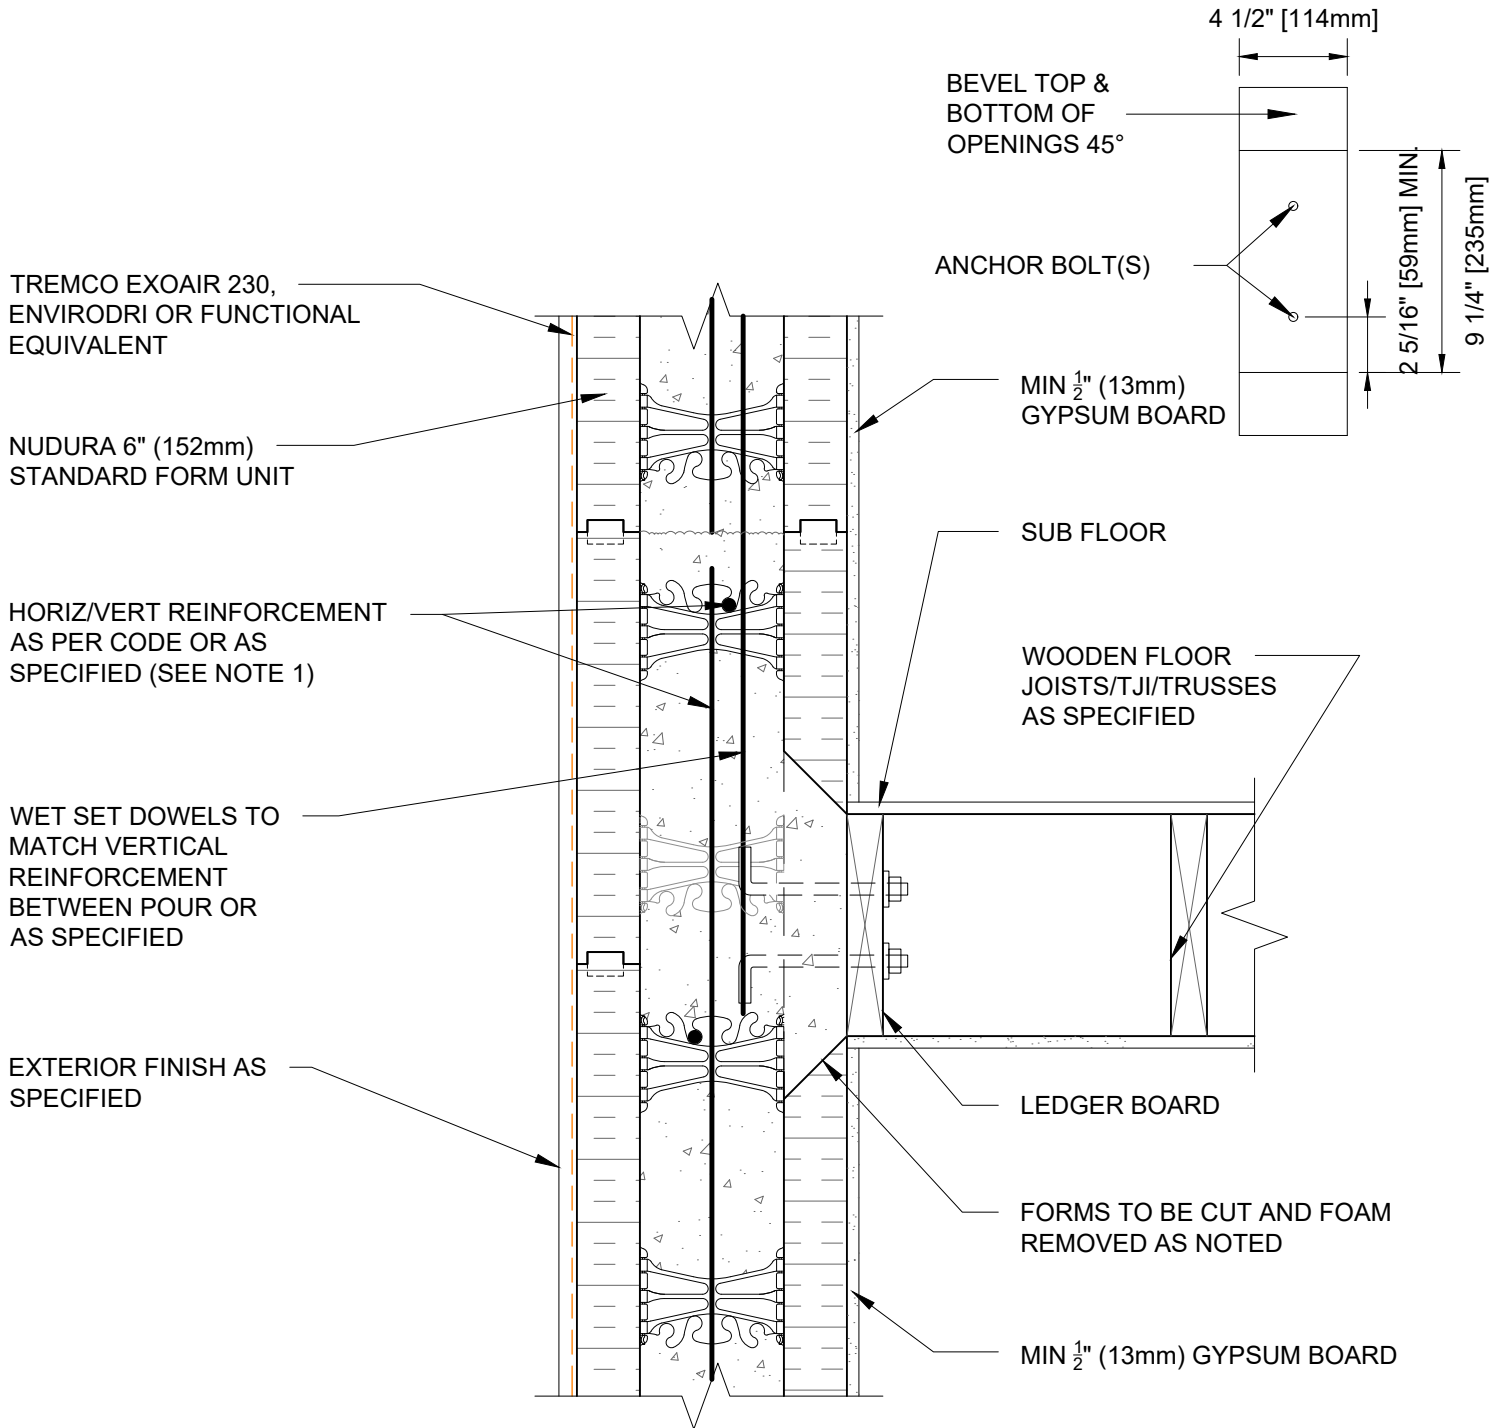 4 1/2" [114mm]
BEVEL TOP &
BOTTOM OF
OPENINGS 45°
2 5/16" [59mm] MIN.
9 1/4" [235mm]
ANCHOR BOLT(S)
TREMCO EXOAIR 230,
ENVIRODRI OR FUNCTIONAL
EQUIVALENT
MIN 1/2" (13mm)
GYPSUM BOARD
NUDURA 6" (152mm)
STANDARD FORM UNIT
SUB FLOOR
HORIZ/VERT REINFORCEMENT
AS PER CODE OR AS
SPECIFIED (SEE NOTE 1)
WOODEN FLOOR
JOISTS/TJI/TRUSSES
AS SPECIFIED
WET SET DOWELS TO
MATCH VERTICAL
REINFORCEMENT
BETWEEN POUR OR
AS SPECIFIED
EXTERIOR FINISH AS
SPECIFIED
LEDGER BOARD
FORMS TO BE CUT AND FOAM
REMOVED AS NOTED
MIN 1/2" (13mm) GYPSUM BOARD